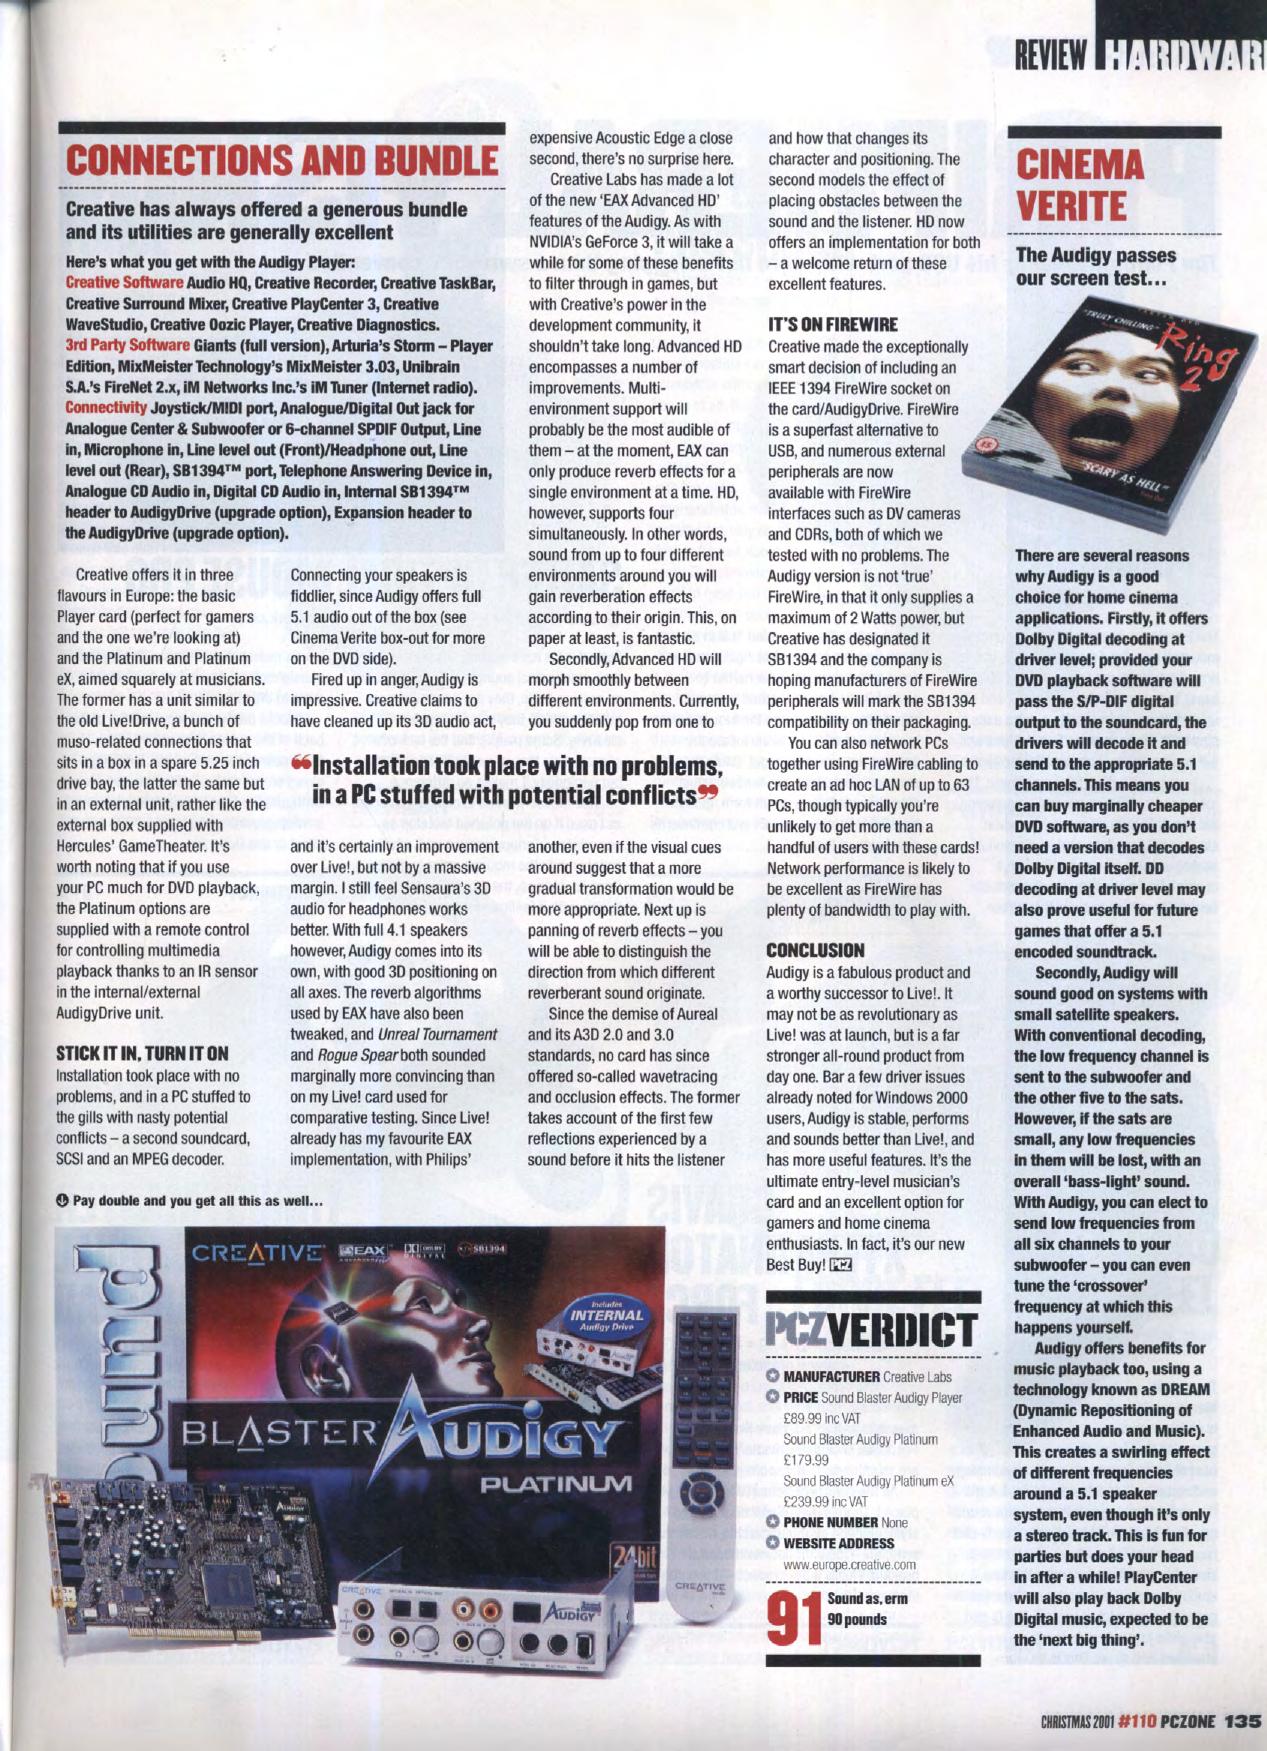 REVIEW HARDWAR
CONNECTIONS AND BUNDLE
Creative has always offered a generous bundle
and its utilities are generally excellent
Here's what you get with the Audigy Player:
Creative Software Audio HQ, Creative Recorder, Creative TaskBar,
Creative Surround Mixer, Creative PlayCenter 3, Creative
WaveStudio, Creative Oozic Player, Creative Diagnostics.
3rd Party Software Giants (full version), Arturia's Storm – Player
Edition, MixMeister Technology's MixMeister 3.03, Unibrain
S.A.'s FireNet 2.x, iM Networks Inc.'s iM Tuner (Internet radio).
Connectivity Joystick/MIDI port, Analogue/Digital Out jack for
Analogue Center & Subwoofer or 6-channel SPDIF Output, Line
in, Microphone in, Line level out (Front)/Headphone out, Line
level out (Rear), SB1394™ port, Telephone Answering Device in,
Analogue CD Audio in, Digital CD Audio in, Internal SB1394™
header to AudigyDrive (upgrade option), Expansion header to
the AudigyDrive (upgrade option).
Creative offers it in three
flavours in Europe: the basic
Player card (perfect for gamers
and the one we're looking at)
and the Platinum and Platinum
eX, aimed squarely at musicians.
The former has a unit similar to
the old Live!Drive, a bunch of
muso-related connections that
sits in a box in a spare 5.25 inch
drive bay, the latter the same but
in an external unit, rather like the
external box supplied with
Hercules' GameTheater. It's
worth noting that if you use
your PC much for DVD playback,
the Platinum options are
supplied with a remote control
for controlling multimedia
playback thanks to an IR sensor
in the internal/external
AudigyDrive unit.
STICK IT IN, TURN IT ON
Installation took place with no
problems, and in a PC stuffed to
the gills with nasty potential
conflicts – a second soundcard,
SCSI and an MPEG decoder.
Connecting your speakers is
fiddlier, since Audigy offers full
5.1 audio out of the box (see
Cinema Verite box-out for more
on the DVD side).
Fired up in anger, Audigy is
impressive. Creative claims to
have cleaned up its 3D audio act,
“Installation took place with no problems,
in a PC stuffed with potential conflicts”
and it's certainly an improvement
over Live!, but not by a massive
margin. I still feel Sensaura's 3D
audio for headphones works
better. With full 4.1 speakers
however, Audigy comes into its
own, with good 3D positioning on
all axes. The reverb algorithms
used by EAX have also been
tweaked, and Unreal Tournament
and Rogue Spear both sounded
marginally more convincing than
on my Live! card used for
comparative testing. Since Live!
already has my favourite EAX
implementation, with Philips'
expensive Acoustic Edge a close
second, there's no surprise here.
Creative Labs has made a lot
of the new 'EAX Advanced HD'
features of the Audigy. As with
NVIDIA's GeForce 3, it will take a
while for some of these benefits
to filter through in games, but
with Creative's power in the
development community, it
shouldn't take long. Advanced HD
encompasses a number of
improvements. Multi-
environment support will
probably be the most audible of
them – at the moment, EAX can
only produce reverb effects for a
single environment at a time. HD,
however, supports four
simultaneously. In other words,
sound from up to four different
environments around you will
gain reverberation effects
according to their origin. This, on
paper at least, is fantastic.
Secondly, Advanced HD will
morph smoothly between
different environments. Currently,
you suddenly pop from one to
another, even if the visual cues
around suggest that a more
gradual transformation would be
more appropriate. Next up is
panning of reverb effects – you
will be able to distinguish the
direction from which different
reverberant sound originate.
Since the demise of Aureal
and its A3D 2.0 and 3.0
standards, no card has since
offered so-called wavetracing
and occlusion effects. The former
takes account of the first few
reflections experienced by a
sound before it hits the listener
and how that changes its
character and positioning. The
second models the effect of
placing obstacles between the
sound and the listener. HD now
offers an implementation for both
– a welcome return of these
excellent features.
IT'S ON FIREWIRE
Creative made the exceptionally
smart decision of including an
IEEE 1394 FireWire socket on
the card/AudigyDrive. FireWire
is a superfast alternative to
USB, and numerous external
peripherals are now
available with FireWire
interfaces such as DV cameras
and CDRs, both of which we
tested with no problems. The
Audigy version is not 'true'
FireWire, in that it only supplies a
maximum of 2 Watts power, but
Creative has designated it
SB1394 and the company is
hoping manufacturers of FireWire
peripherals will mark the SB1394
compatibility on their packaging.
You can also network PCs
together using FireWire cabling to
create an ad hoc LAN of up to 63
PCs, though typically you're
unlikely to get more than a
handful of users with these cards!
Network performance is likely to
be excellent as FireWire has
plenty of bandwidth to play with.
CONCLUSION
Audigy is a fabulous product and
a worthy successor to Live!. It
may not be as revolutionary as
Live! was at launch, but is a far
stronger all-round product from
day one. Bar a few driver issues
already noted for Windows 2000
users, Audigy is stable, performs
and sounds better than Live!, and
has more useful features. It's the
ultimate entry-level musician's
card and an excellent option for
gamers and home cinema
enthusiasts. In fact, it's our new
Best Buy! PCZ
PCZVERDICT
MANUFACTURER Creative Labs
PRICE Sound Blaster Audigy Player
£89.99 inc VAT
Sound Blaster Audigy Platinum
£179.99
Sound Blaster Audigy Platinum eX
£239.99 inc VAT
PHONE NUMBER None
WEBSITE ADDRESS
www.europe.creative.com
91 Sound as, erm
90 pounds
CINEMA
VERITE
The Audigy passes
our screen test...
"TRULY CHILLING"
Ring
2
15
"SCARY AS HELL"
There are several reasons
why Audigy is a good
choice for home cinema
applications. Firstly, it offers
Dolby Digital decoding at
driver level; provided your
DVD playback software will
pass the S/P-DIF digital
output to the soundcard, the
drivers will decode it and
send to the appropriate 5.1
channels. This means you
can buy marginally cheaper
DVD software, as you don't
need a version that decodes
Dolby Digital itself. DD
decoding at driver level may
also prove useful for future
games that offer a 5.1
encoded soundtrack.
Secondly, Audigy will
sound good on systems with
small satellite speakers.
With conventional decoding,
the low frequency channel is
sent to the subwoofer and
the other five to the sats.
However, if the sats are
small, any low frequencies
in them will be lost, with an
overall 'bass-light' sound.
With Audigy, you can elect to
send low frequencies from
all six channels to your
subwoofer – you can even
tune the 'crossover'
frequency at which this
happens yourself.
Audigy offers benefits for
music playback too, using a
technology known as DREAM
(Dynamic Repositioning of
Enhanced Audio and Music).
This creates a swirling effect
of different frequencies
around a 5.1 speaker
system, even though it's only
a stereo track. This is fun for
parties but does your head
in after a while! PlayCenter
will also play back Dolby
Digital music, expected to be
the 'next big thing'.
Pay double and you get all this as well...
CREATIVE EAX DOLBY DIGITAL SB1394
Includes
INTERNAL
Audigy Drive
BLASTER AUDIGY
PLATINUM
24bit
CREATIVE
CREATIVE
AUDIGY
CHRISTMAS 2001 #110 PCZONE 135